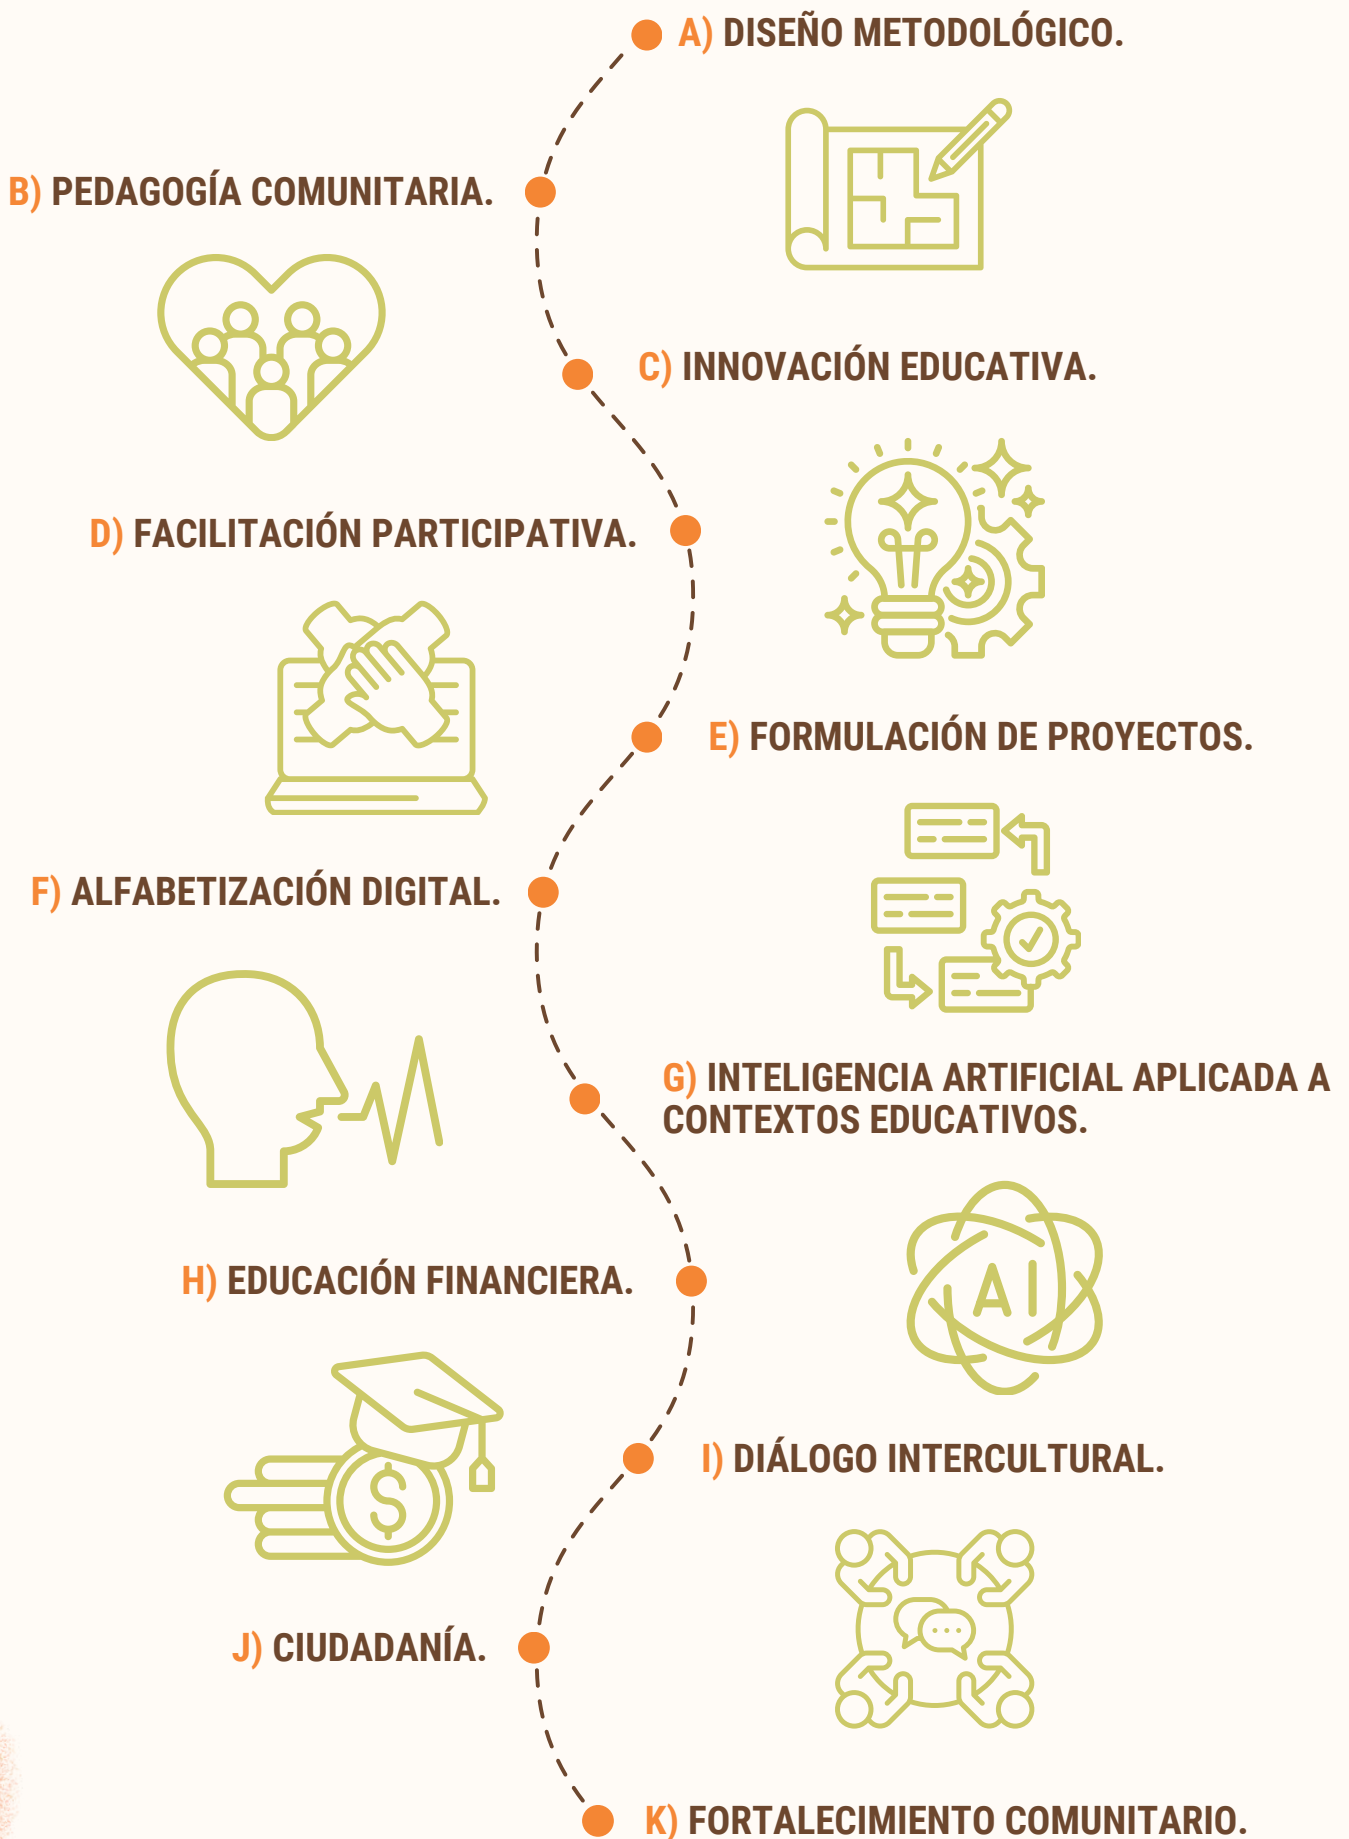 A) DISEÑO METODOLÓGICO.
B) PEDAGOGÍA COMUNITARIA.
C) INNOVACIÓN EDUCATIVA.
D) FACILITACIÓN PARTICIPATIVA.
E) FORMULACIÓN DE PROYECTOS.
F) ALFABETIZACIÓN DIGITAL.
G) INTELIGENCIA ARTIFICIAL APLICADA A
CONTEXTOS EDUCATIVOS.
AI
H) EDUCACIÓN FINANCIERA.
$
I) DIÁLOGO INTERCULTURAL.
J) CIUDADANÍA.
K) FORTALECIMIENTO COMUNITARIO.